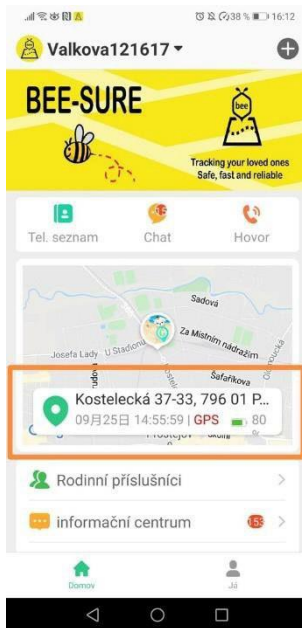 38 % 16:12
Valkova121617
BEE-SURE
bee
Tracking your loved ones
Safe, fast and reliable
Tel. seznam
Chat
Hovor
Sadová
Za Místním nádražím
Josefa Lady
U Stadionu
Šafaříkova
Olomoucká
Kostelecká 37-33, 796 01 P...
09月25日 14:55:59 | GPS 80
Rodinní příslušníci
informační centrum
153
Domov
Já